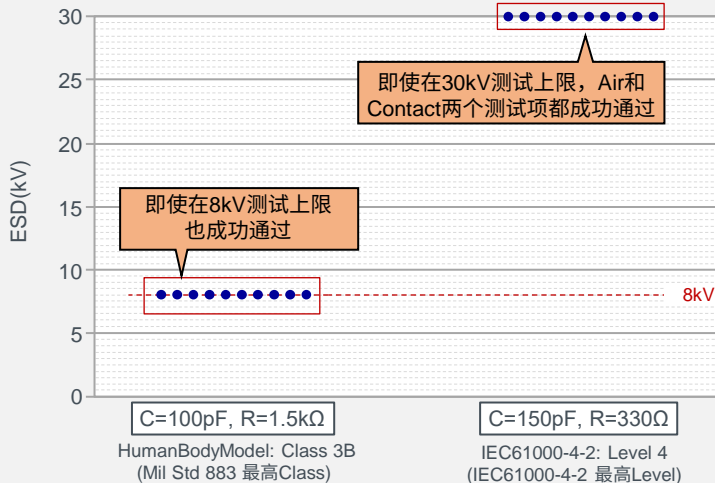 30
25
20
15
10
5
0
ESD(kV)
即使在30kV测试上限，Air和
Contact两个测试项都成功通过
即使在8kV测试上限
也成功通过
8kV
C=100pF, R=1.5kΩ
HumanBodyModel: Class 3B
(Mil Std 883 最高Class)
C=150pF, R=330Ω
IEC61000-4-2: Level 4
(IEC61000-4-2 最高Level)